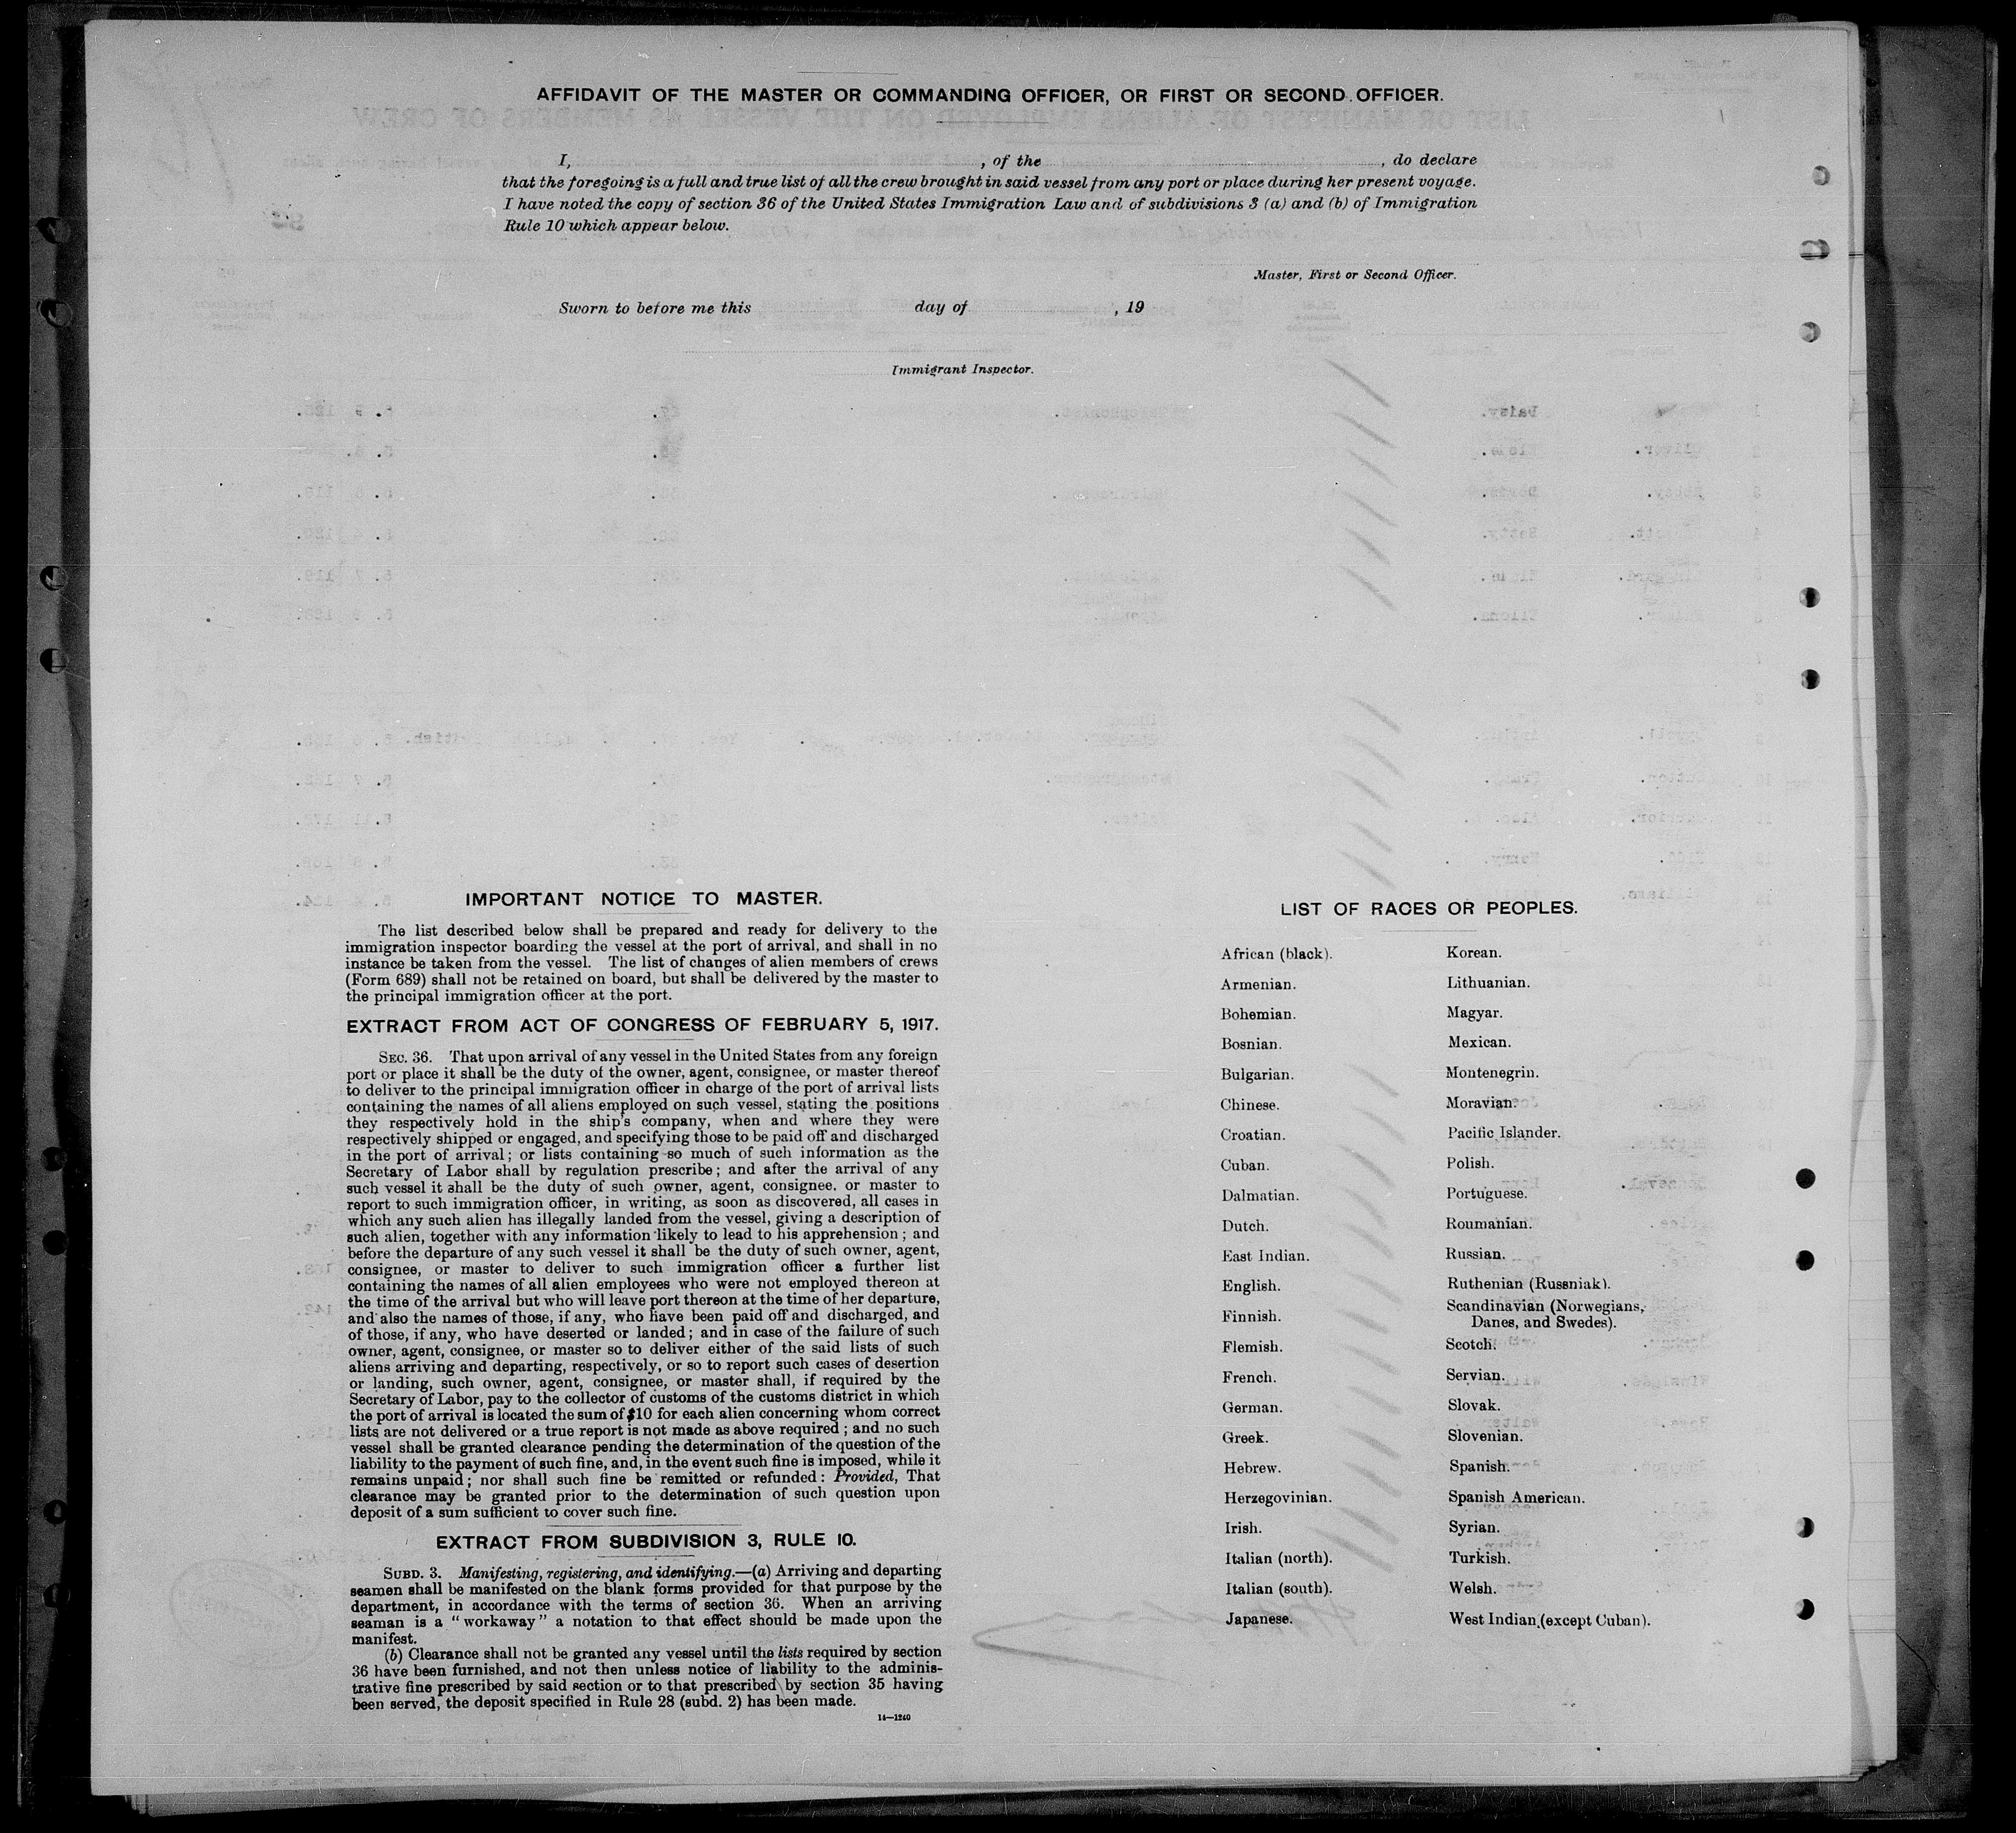 AFFIDAVIT OF THE MASTER OR COMMANDING OFFICER, OR FIRST OR SECOND OFFICER.
I, , of the , do declare
that the foregoing is a full and true list of all the crew brought in said vessel from any port or place during her present voyage.
I have noted the copy of section 36 of the United States Immigration Law and of subdivisions 3 (a) and (b) of Immigration
Rule 10 which appear below.
Master, First or Second Officer.
Sworn to before me this day of , 19
Immigrant Inspector.
IMPORTANT NOTICE TO MASTER.
The list described below shall be prepared and ready for delivery to the
immigration inspector boarding the vessel at the port of arrival, and shall in no
instance be taken from the vessel. The list of changes of alien members of crews
(Form 689) shall not be retained on board, but shall be delivered by the master to
the principal immigration officer at the port.
EXTRACT FROM ACT OF CONGRESS OF FEBRUARY 5, 1917.
SEC. 36. That upon arrival of any vessel in the United States from any foreign
port or place it shall be the duty of the owner, agent, consignee, or master thereof
to deliver to the principal immigration officer in charge of the port of arrival lists
containing the names of all aliens employed on such vessel, stating the positions
they respectively hold in the ship's company, when and where they were
respectively shipped or engaged, and specifying those to be paid off and discharged
in the port of arrival; or lists containing so much of such information as the
Secretary of Labor shall by regulation prescribe; and after the arrival of any
such vessel it shall be the duty of such owner, agent, consignee, or master to
report to such immigration officer, in writing, as soon as discovered, all cases in
which any such alien has illegally landed from the vessel, giving a description of
such alien, together with any information likely to lead to his apprehension; and
before the departure of any such vessel it shall be the duty of such owner, agent,
consignee, or master to deliver to such immigration officer a further list
containing the names of all alien employees who were not employed thereon at
the time of the arrival but who will leave port thereon at the time of her departure,
and also the names of those, if any, who have been paid off and discharged, and
of those, if any, who have deserted or landed; and in case of the failure of such
owner, agent, consignee, or master so to deliver either of the said lists of such
aliens arriving and departing, respectively, or so to report such cases of desertion
or landing, such owner, agent, consignee, or master shall, if required by the
Secretary of Labor, pay to the collector of customs of the customs district in which
the port of arrival is located the sum of $10 for each alien concerning whom correct
lists are not delivered or a true report is not made as above required; and no such
vessel shall be granted clearance pending the determination of the question of the
liability to the payment of such fine, and, in the event such fine is imposed, while it
remains unpaid; nor shall such fine be remitted or refunded: Provided, That
clearance may be granted prior to the determination of such question upon
deposit of a sum sufficient to cover such fine.
EXTRACT FROM SUBDIVISION 3, RULE 10.
SUBD. 3. Manifesting, registering, and identifying.—(a) Arriving and departing
seamen shall be manifested on the blank forms provided for that purpose by the
department, in accordance with the terms of section 36. When an arriving
seaman is a "workaway" a notation to that effect should be made upon the
manifest.
(b) Clearance shall not be granted any vessel until the lists required by section
36 have been furnished, and not then unless notice of liability to the adminis-
trative fine prescribed by said section or to that prescribed by section 35 having
been served, the deposit specified in Rule 28 (subd. 2) has been made.
14—1240
LIST OF RACES OR PEOPLES.
African (black).
Armenian.
Bohemian.
Bosnian.
Bulgarian.
Chinese.
Croatian.
Cuban.
Dalmatian.
Dutch.
East Indian.
English.
Finnish.
Flemish.
French.
German.
Greek.
Hebrew.
Herzegovinian.
Irish.
Italian (north).
Italian (south).
Japanese.
Korean.
Lithuanian.
Magyar.
Mexican.
Montenegrin.
Moravian.
Pacific Islander.
Polish.
Portuguese.
Roumanian.
Russian.
Ruthenian (Russniak).
Scandinavian (Norwegians,
Danes, and Swedes).
Scotch.
Servian.
Slovak.
Slovenian.
Spanish.
Spanish American.
Syrian.
Turkish.
Welsh.
West Indian (except Cuban).